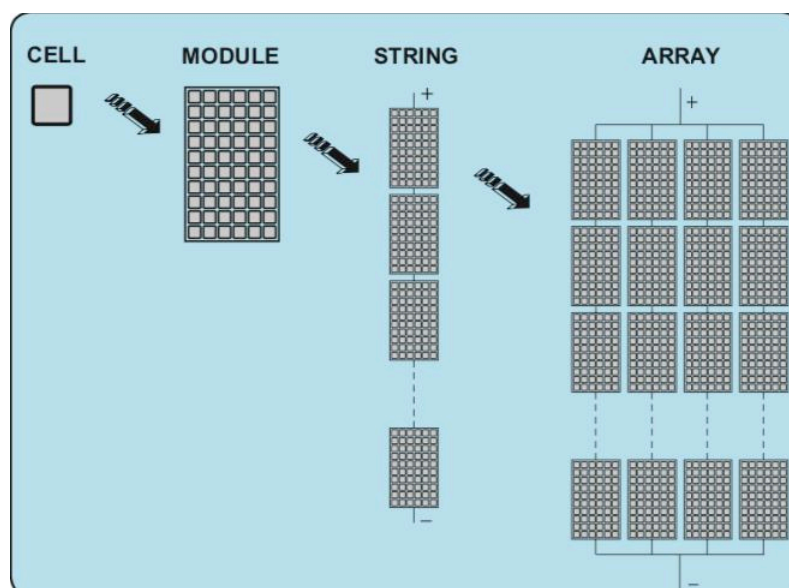 CELL
MODULE
STRING
ARRAY
+
+
−
−